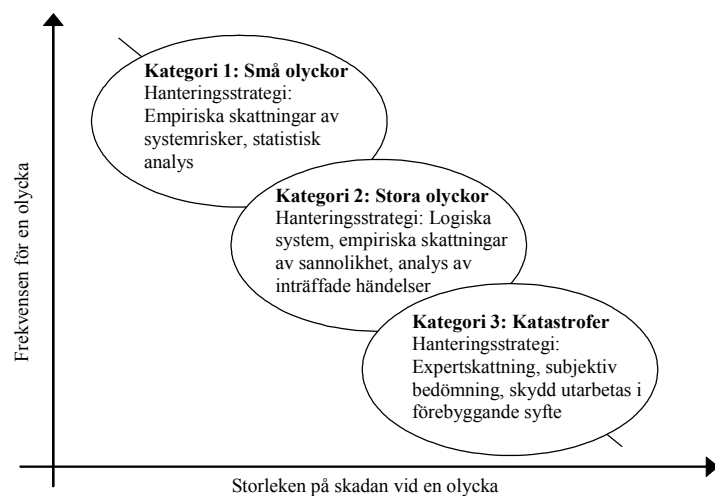 Kategori 1: Små olyckor
Hanteringsstrategi:
Empiriska skattningar av
systemrisker, statistisk
analys
Kategori 2: Stora olyckor
Hanteringsstrategi: Logiska
system, empiriska skattningar
av sannolikhet, analys av
inträffade händelser
Kategori 3: Katastrofer
Hanteringsstrategi:
Expertskattning, subjektiv
bedömning, skydd utarbetas i
förebyggande syfte
Frekvensen för en olycka
Storleken på skadan vid en olycka